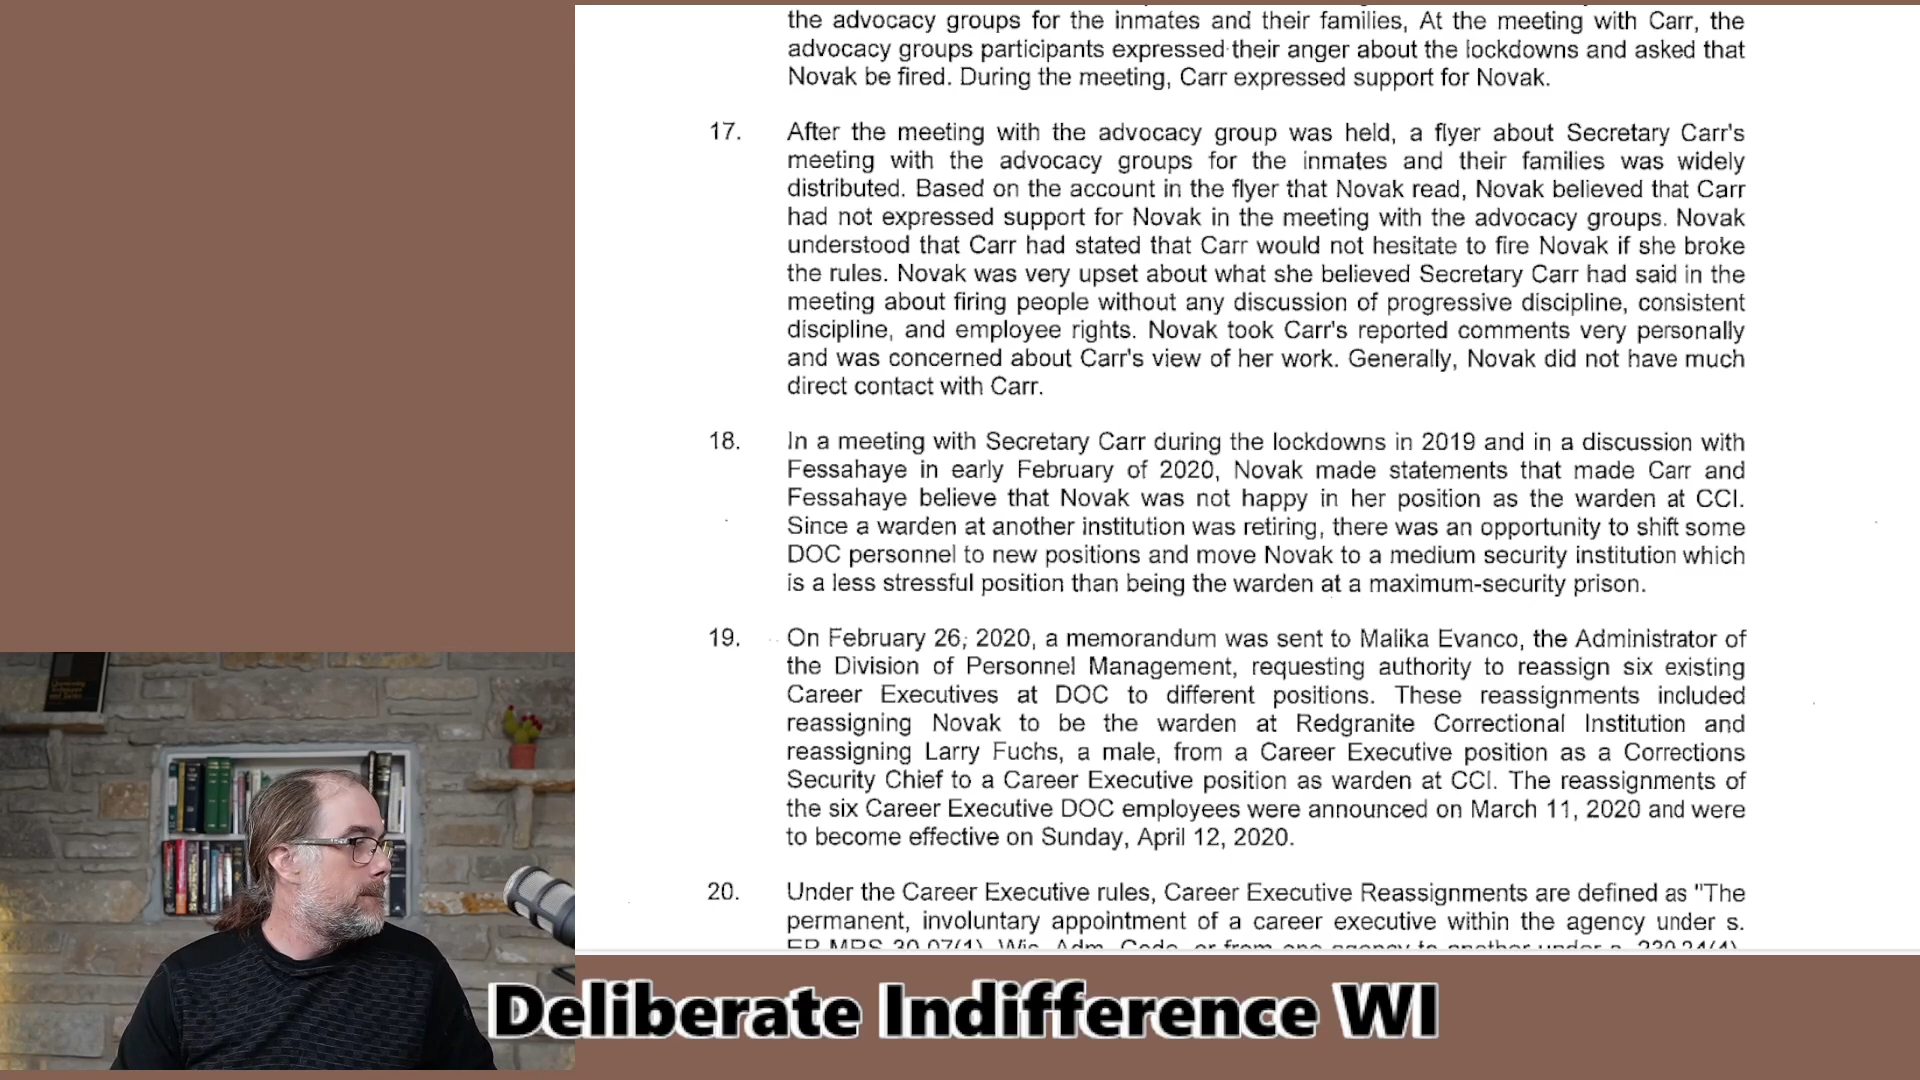 the advocacy groups for the inmates and their families, At the meeting with Carr, the
advocacy groups participants expressed their anger about the lockdowns and asked that
Novak be fired. During the meeting, Carr expressed support for Novak.
17. After the meeting with the advocacy group was held, a flyer about Secretary Carr's
meeting with the advocacy groups for the inmates and their families was widely
distributed. Based on the account in the flyer that Novak read, Novak believed that Carr
had not expressed support for Novak in the meeting with the advocacy groups. Novak
understood that Carr had stated that Carr would not hesitate to fire Novak if she broke
the rules. Novak was very upset about what she believed Secretary Carr had said in the
meeting about firing people without any discussion of progressive discipline, consistent
discipline, and employee rights. Novak took Carr's reported comments very personally
and was concerned about Carr's view of her work. Generally, Novak did not have much
direct contact with Carr.
18. In a meeting with Secretary Carr during the lockdowns in 2019 and in a discussion with
Fessahaye in early February of 2020, Novak made statements that made Carr and
Fessahaye believe that Novak was not happy in her position as the warden at CCI.
Since a warden at another institution was retiring, there was an opportunity to shift some
DOC personnel to new positions and move Novak to a medium security institution which
is a less stressful position than being the warden at a maximum-security prison.
19. On February 26, 2020, a memorandum was sent to Malika Evanco, the Administrator of
the Division of Personnel Management, requesting authority to reassign six existing
Career Executives at DOC to different positions. These reassignments included
reassigning Novak to be the warden at Redgranite Correctional Institution and
reassigning Larry Fuchs, a male, from a Career Executive position as a Corrections
Security Chief to a Career Executive position as warden at CCI. The reassignments of
the six Career Executive DOC employees were announced on March 11, 2020 and were
to become effective on Sunday, April 12, 2020.
20. Under the Career Executive rules, Career Executive Reassignments are defined as "The
permanent, involuntary appointment of a career executive within the agency under s.
ER MRS 30.07(1), Wis. Adm. Code, or from one agency to another under s. 230.24(4),
Deliberate Indifference WI